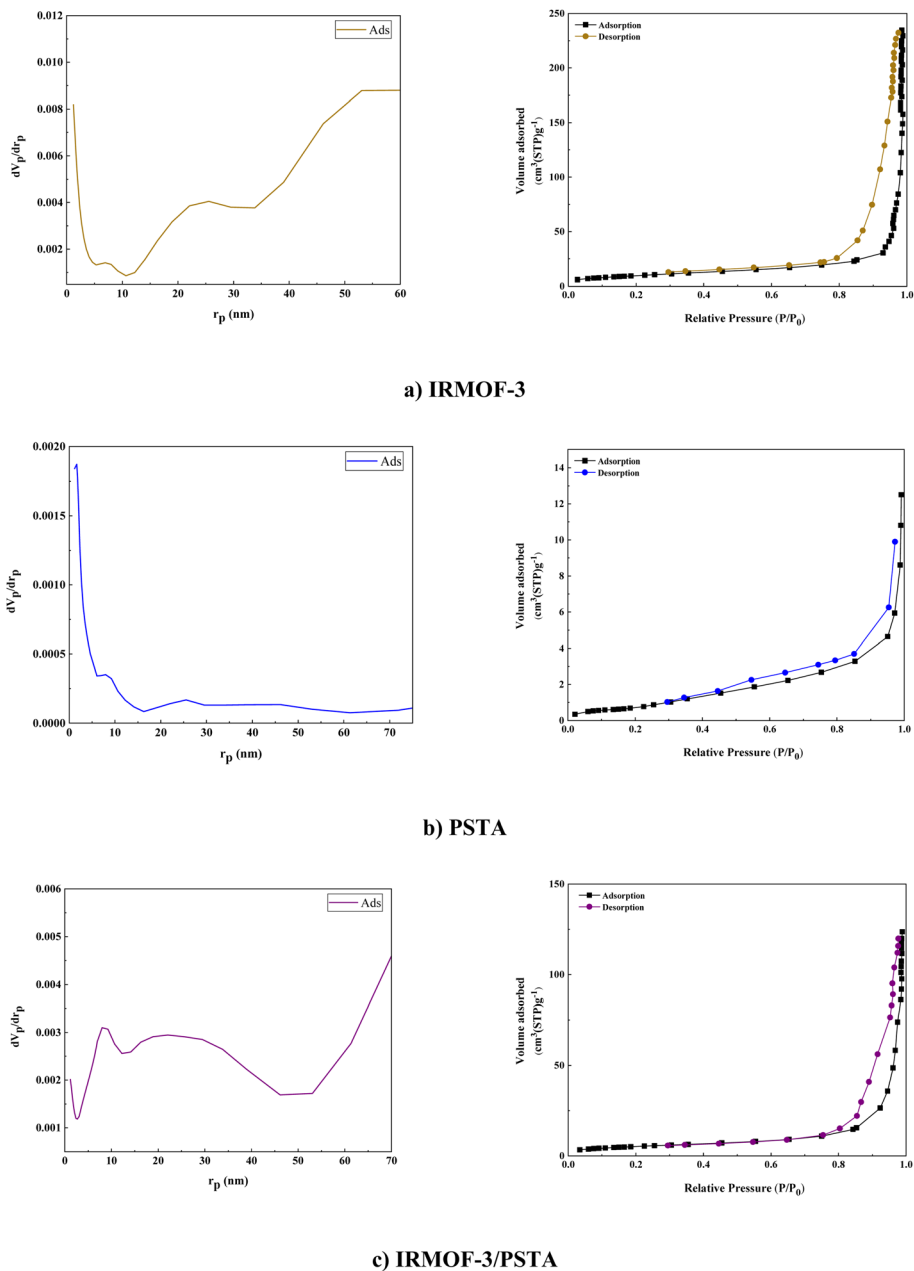 0.012
0.010
0.008
0.006
0.004
0.002
0 10 20 30 40 50 60
dVp/drp
rp (nm)
Ads
250
200
150
100
50
0
0.0 0.2 0.4 0.6 0.8 1.0
Volume adsorbed
(cm³(STP)g⁻¹)
Relative Pressure (P/P₀)
Adsorption
Desorption
a) IRMOF-3
0.0020
0.0015
0.0010
0.0005
0.0000
0 10 20 30 40 50 60 70
dVp/drp
rp (nm)
Ads
14
12
10
8
6
4
2
0
0.0 0.2 0.4 0.6 0.8 1.0
Volume adsorbed
(cm³(STP)g⁻¹)
Relative Pressure (P/P₀)
Adsorption
Desorption
b) PSTA
0.006
0.005
0.004
0.003
0.002
0.001
0 10 20 30 40 50 60 70
dVp/drp
rp (nm)
Ads
150
100
50
0
0.0 0.2 0.4 0.6 0.8 1.0
Volume adsorbed
(cm³(STP)g⁻¹)
Relative Pressure (P/P₀)
Adsorption
Desorption
c) IRMOF-3/PSTA